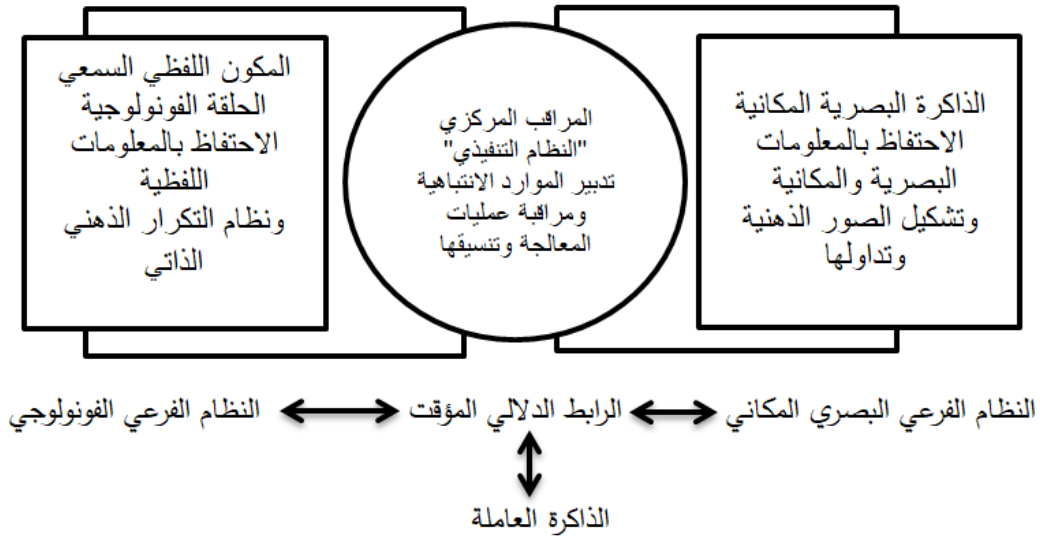 الذاكرة البصرية المكانية
الاحتفاظ بالمعلومات
البصرية والمكانية
وتشكيل الصور الذهنية
وتداولها
المراقب المركزي
"النظام التنفيذي"
تدبير الموارد الانتباهية
ومراقبة عمليات
المعالجة وتنسيقها
المكون اللفظي السمعي
الحلقة الفونولوجية
الاحتفاظ بالمعلومات
اللفظية
ونظام التكرار الذهني
الذاتي
النظام الفرعي البصري المكاني
الرابط الدلالي المؤقت
النظام الفرعي الفونولوجي
الذاكرة العاملة